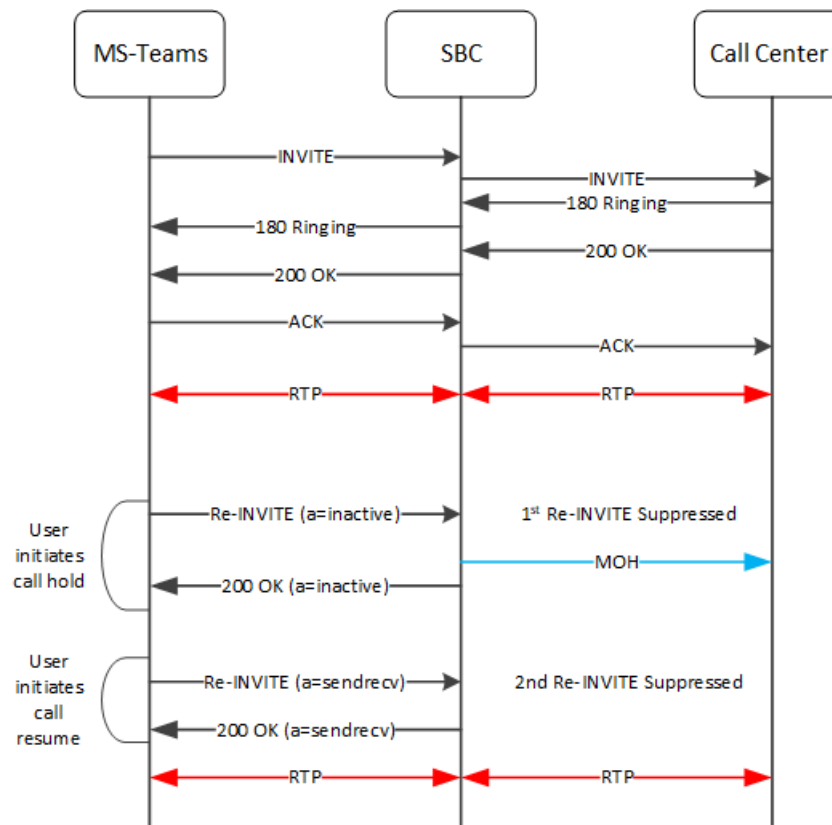 MS-Teams
SBC
Call Center
INVITE
INVITE
180 Ringing
180 Ringing
200 OK
200 OK
ACK
ACK
RTP
RTP
Re-INVITE (a=inactive)
1st Re-INVITE Suppressed
User
initiates
call hold
MOH
200 OK (a=inactive)
User
initiates
call
resume
Re-INVITE (a=sendrecv)
2nd Re-INVITE Suppressed
200 OK (a=sendrecv)
RTP
RTP